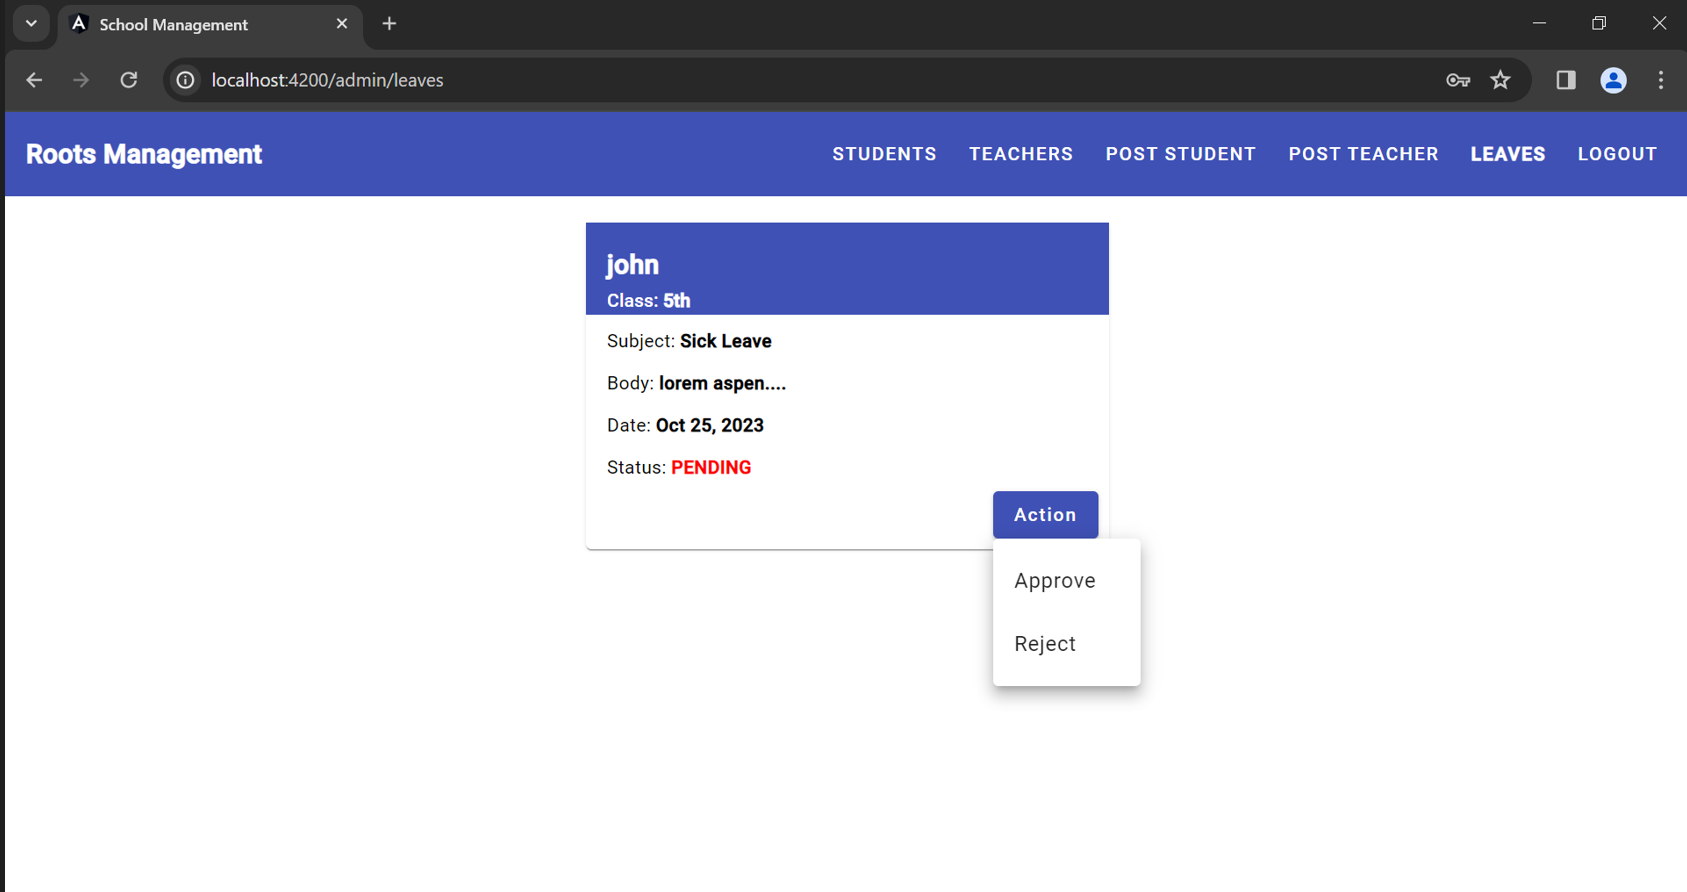 School Management
localhost:4200/admin/leaves
Roots Management STUDENTS TEACHERS POST STUDENT POST TEACHER LEAVES LOGOUT
john
Class: 5th
Subject: Sick Leave
Body: lorem aspen....
Date: Oct 25, 2023
Status: PENDING
Action
Approve
Reject